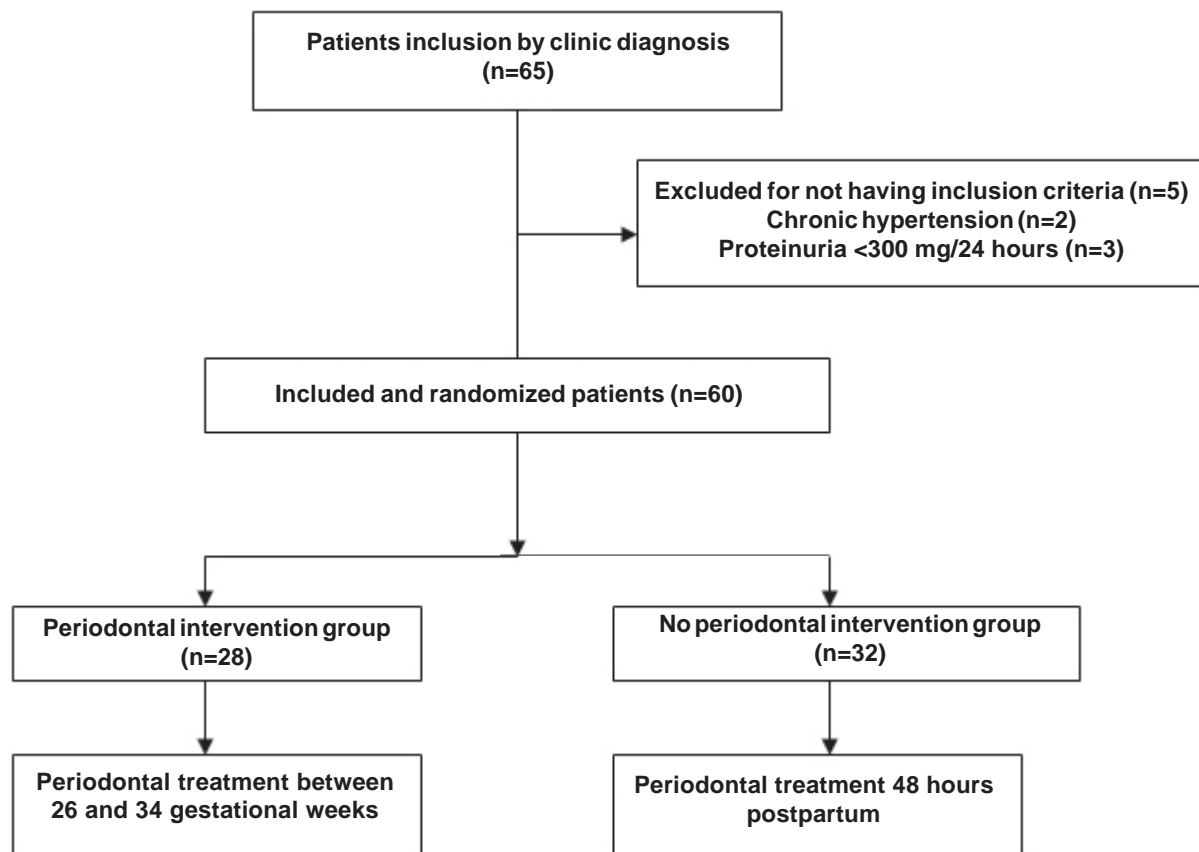 Patients inclusion by clinic diagnosis
(n=65)
Excluded for not having inclusion criteria (n=5)
Chronic hypertension (n=2)
Proteinuria <300 mg/24 hours (n=3)
Included and randomized patients (n=60)
Periodontal intervention group
(n=28)
No periodontal intervention group
(n=32)
Periodontal treatment between
26 and 34 gestational weeks
Periodontal treatment 48 hours
postpartum